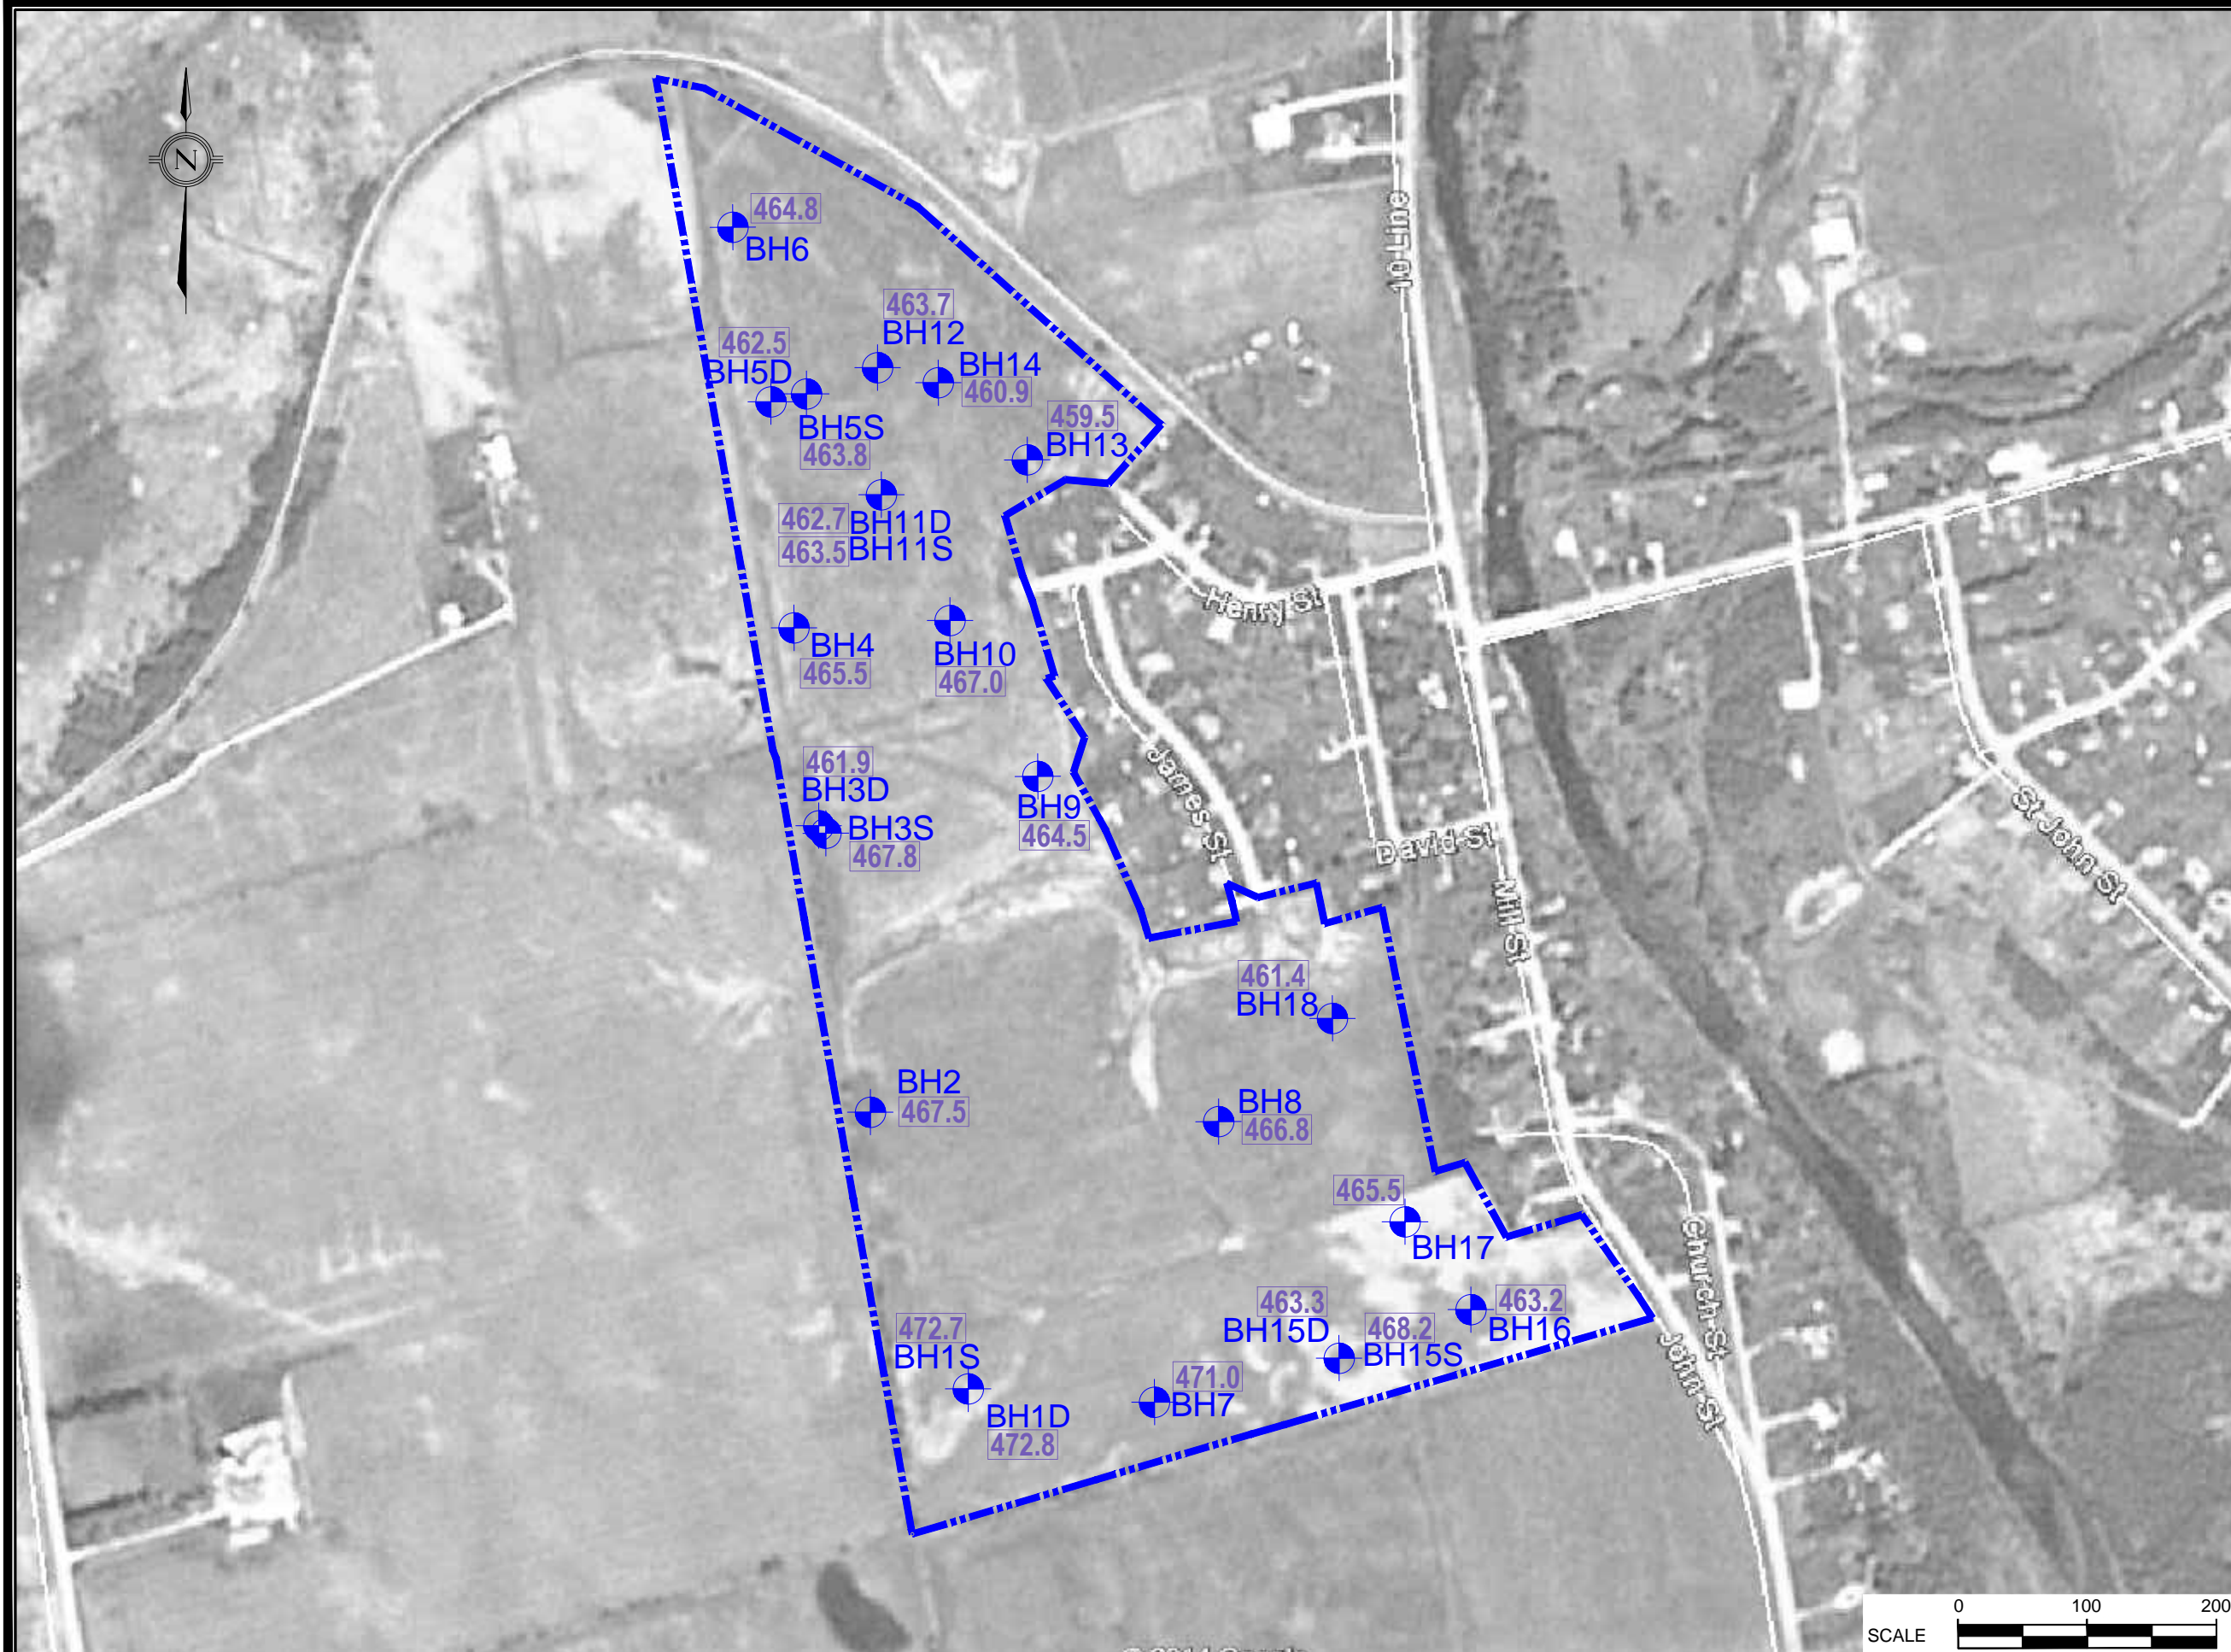 N
10 Line
464.8
BH6
463.7
BH12
462.5
BH5D
BH14
460.9
BH5S
463.8
459.5
BH13
462.7 BH11D
463.5 BH11S
Henry St
BH4
465.5
BH10
467.0
461.9
BH3D
BH3S
467.8
BH9
464.5
James St
David St
Mill St
St John St
461.4
BH18
BH2
467.5
BH8
466.8
465.5
BH17
Church St
John St
463.3
BH15D
468.2
BH15S
463.2
BH16
472.7
BH1S
BH1D
472.8
471.0
BH7
0 100 200
SCALE